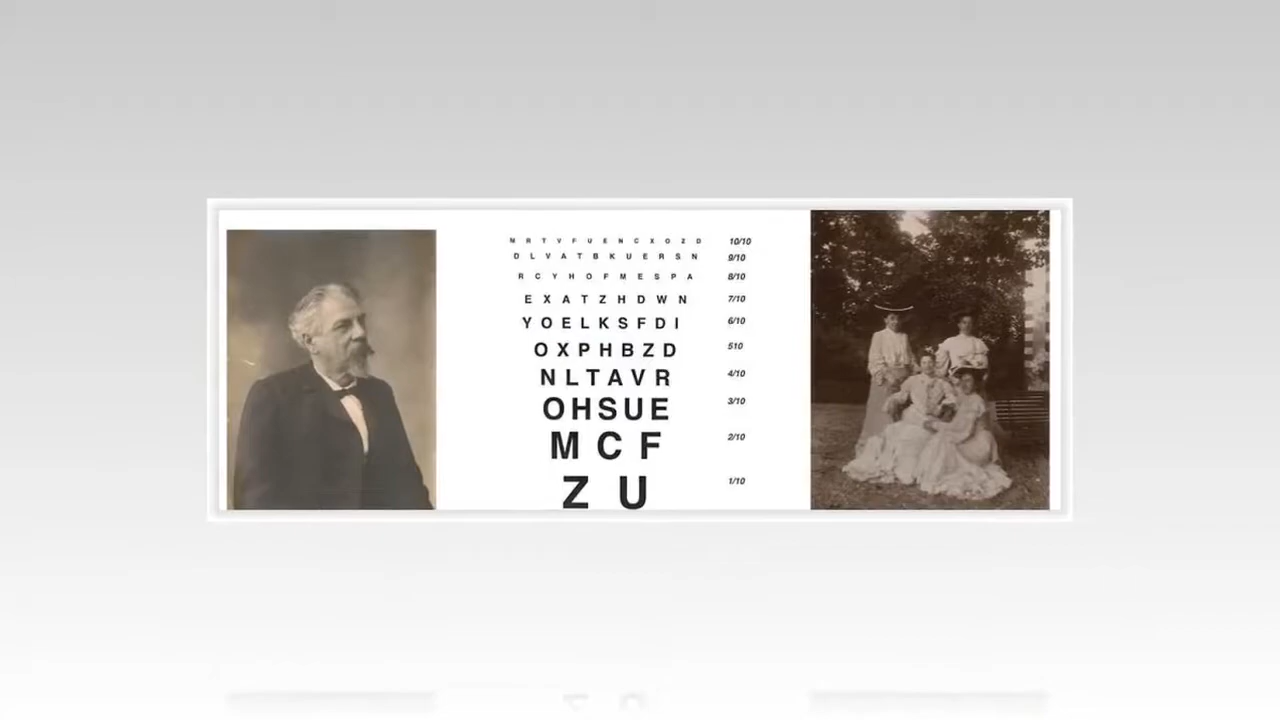 M R T V F U E N C X O Z D 10/10
D L V A T B K U E R S N 9/10
R C Y H O F M E S P A 8/10
E X A T Z H D W N 7/10
Y O E L K S F D I 6/10
O X P H B Z D 510
N L T A V R 4/10
O H S U E 3/10
M C F 2/10
Z U 1/10